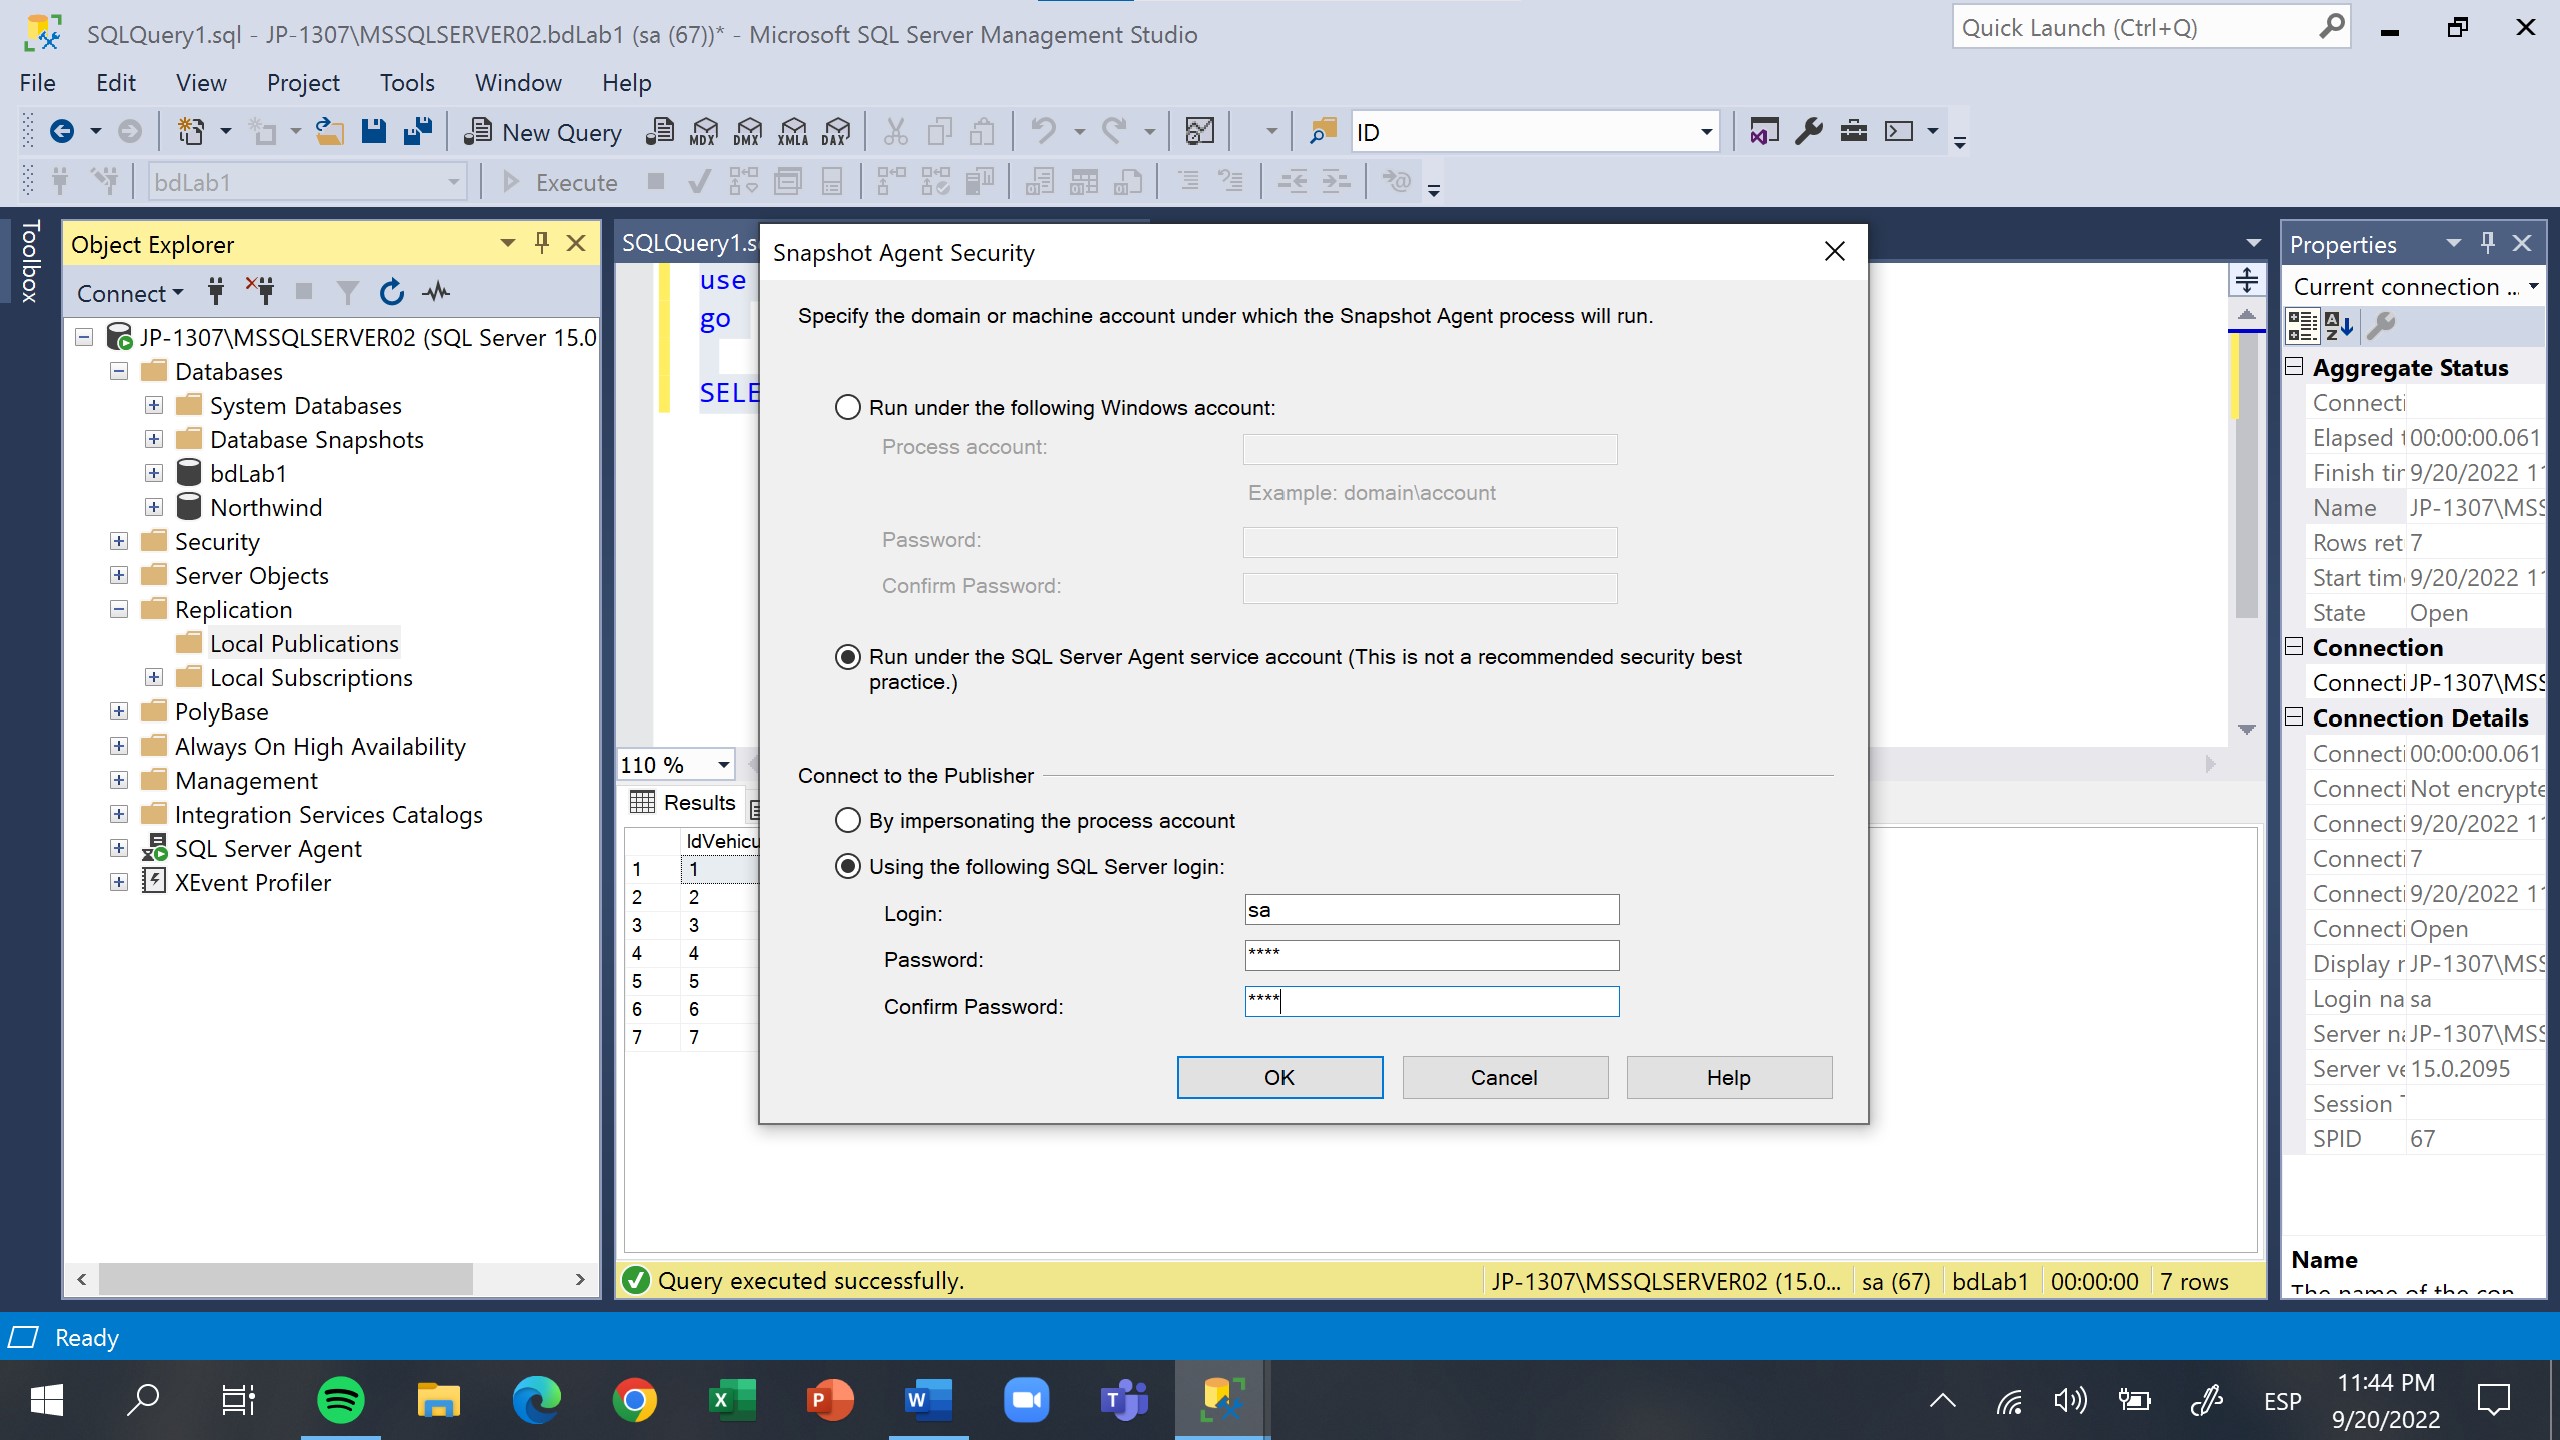 SQLQuery1.sql - JP-1307\MSSQLSERVER02.bdLab1 (sa (67))* - Microsoft SQL Server Management Studio
Quick Launch (Ctrl+Q)
File Edit View Project Tools Window Help
New Query MDX DMX XMLA DAX ID
bdLab1 Execute
Toolbox
Object Explorer
Connect
JP-1307\MSSQLSERVER02 (SQL Server 15.0
Databases
System Databases
Database Snapshots
bdLab1
Northwind
Security
Server Objects
Replication
Local Publications
Local Subscriptions
PolyBase
Always On High Availability
Management
Integration Services Catalogs
SQL Server Agent
XEvent Profiler
SQLQuery1.s
use
go
SELE
110 %
Results
IdVehicu
1 1
2 2
3 3
4 4
5 5
6 6
7 7
Snapshot Agent Security
Specify the domain or machine account under which the Snapshot Agent process will run.
Run under the following Windows account:
Process account:
Example: domain\account
Password:
Confirm Password:
Run under the SQL Server Agent service account (This is not a recommended security best
practice.)
Connect to the Publisher
By impersonating the process account
Using the following SQL Server login:
Login: sa
Password: ****
Confirm Password: ****
OK Cancel Help
Properties
Current connection ..
Aggregate Status
Connecti
Elapsed t 00:00:00.061
Finish tir 9/20/2022 1
Name JP-1307\MSS
Rows ret 7
Start tim 9/20/2022 1
State Open
Connection
Connecti JP-1307\MSS
Connection Details
Connecti 00:00:00.061
Connecti Not encrypte
Connecti 9/20/2022 1
Connecti 7
Connecti 9/20/2022 1
Connecti Open
Display r JP-1307\MSS
Login na sa
Server na JP-1307\MSS
Server ve 15.0.2095
Session
SPID 67
Name
The name of the con
Query executed successfully. JP-1307\MSSQLSERVER02 (15.0... sa (67) bdLab1 00:00:00 7 rows
Ready
ESP
11:44 PM
9/20/2022